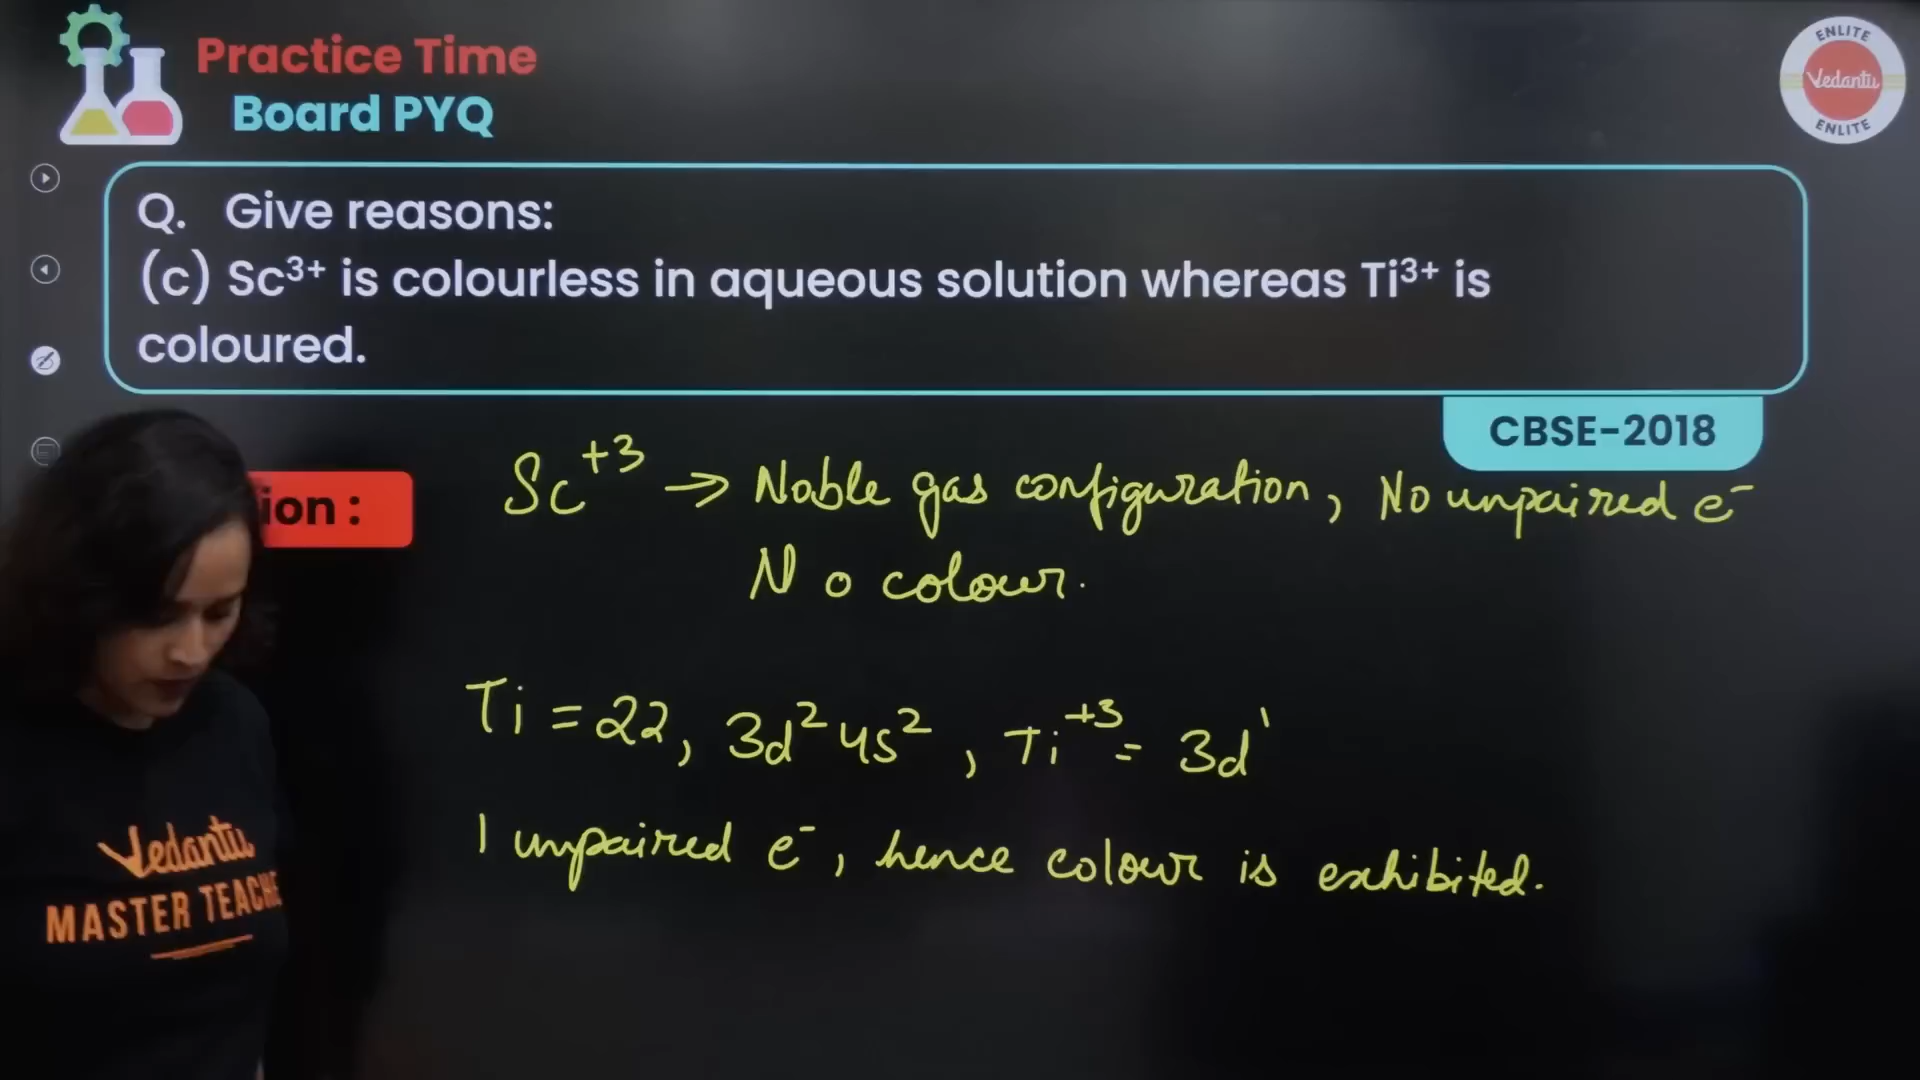 Practice Time
Board PYQ
ENLITE
Vedantu
ENLITE
Q. Give reasons:
(c) Sc³⁺ is colourless in aqueous solution whereas Ti³⁺ is
coloured.
CBSE-2018
ion :
Sc⁺³ → Noble gas configuration, No unpaired e⁻
No colour.
Ti = 22, 3d² 4s², Ti⁺³ = 3d¹
1 unpaired e⁻, hence colour is exhibited.
Vedantu
MASTER TEACHE